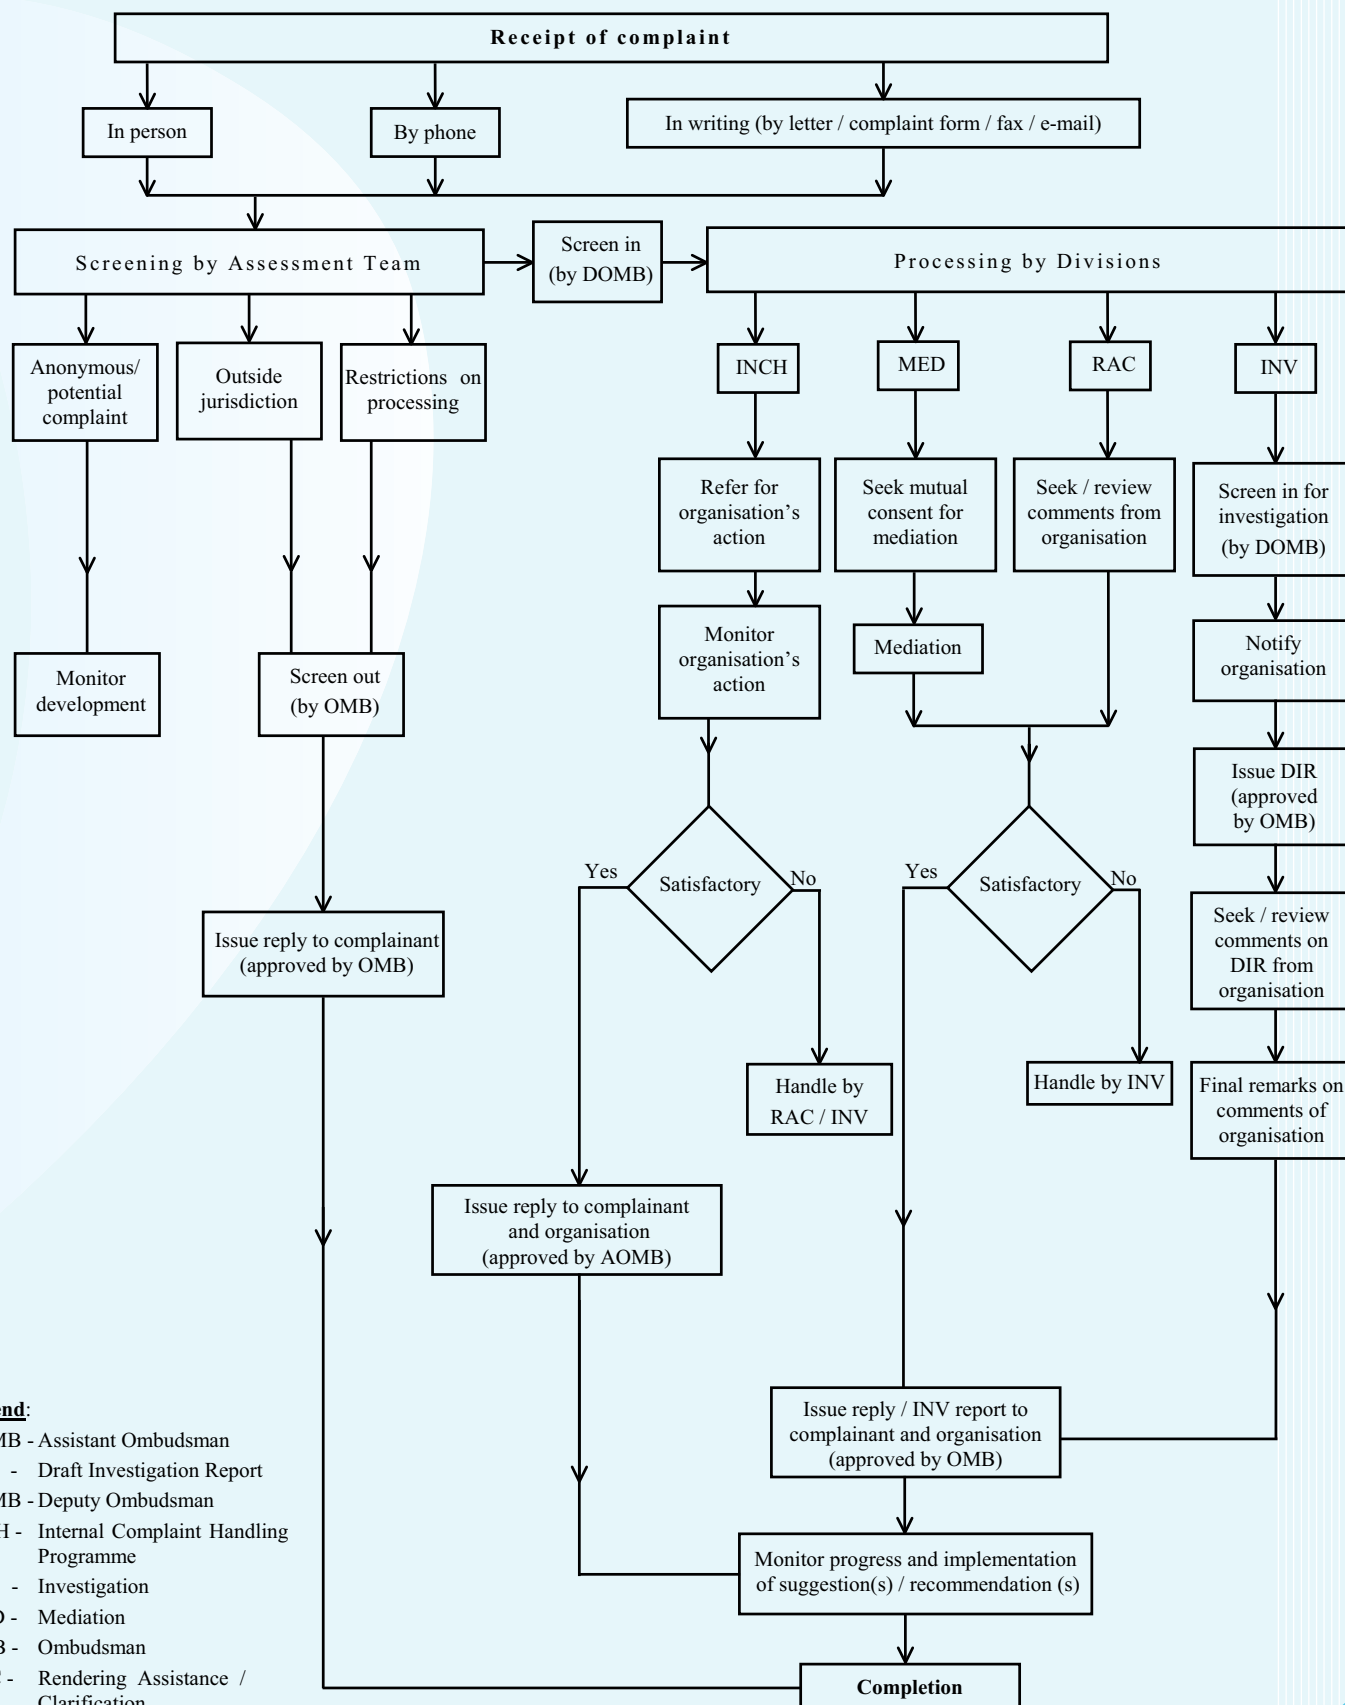 Receipt of complaint
In person
By phone
In writing (by letter / complaint form / fax / e-mail)
Screening by Assessment Team
Screen in
(by DOMB)
Processing by Divisions
Anonymous/
potential
complaint
Outside
jurisdiction
Restrictions on
processing
INCH
MED
RAC
INV
Refer for
organisation's
action
Seek mutual
consent for
mediation
Seek / review
comments from
organisation
Screen in for
investigation
(by DOMB)
Monitor
organisation's
action
Mediation
Notify
organisation
Monitor
development
Screen out
(by OMB)
Issue DIR
(approved
by OMB)
Yes
Satisfactory
No
Yes
Satisfactory
No
Seek / review
comments on
DIR from
organisation
Issue reply to complainant
(approved by OMB)
Handle by
RAC / INV
Handle by INV
Final remarks on
comments of
organisation
Issue reply to complainant
and organisation
(approved by AOMB)
Issue reply / INV report to
complainant and organisation
(approved by OMB)
Monitor progress and implementation
of suggestion(s) / recommendation (s)
Completion
end:
MB - Assistant Ombudsman
- Draft Investigation Report
MB - Deputy Ombudsman
H - Internal Complaint Handling
Programme
- Investigation
D - Mediation
B - Ombudsman
- Rendering Assistance /
Clarification